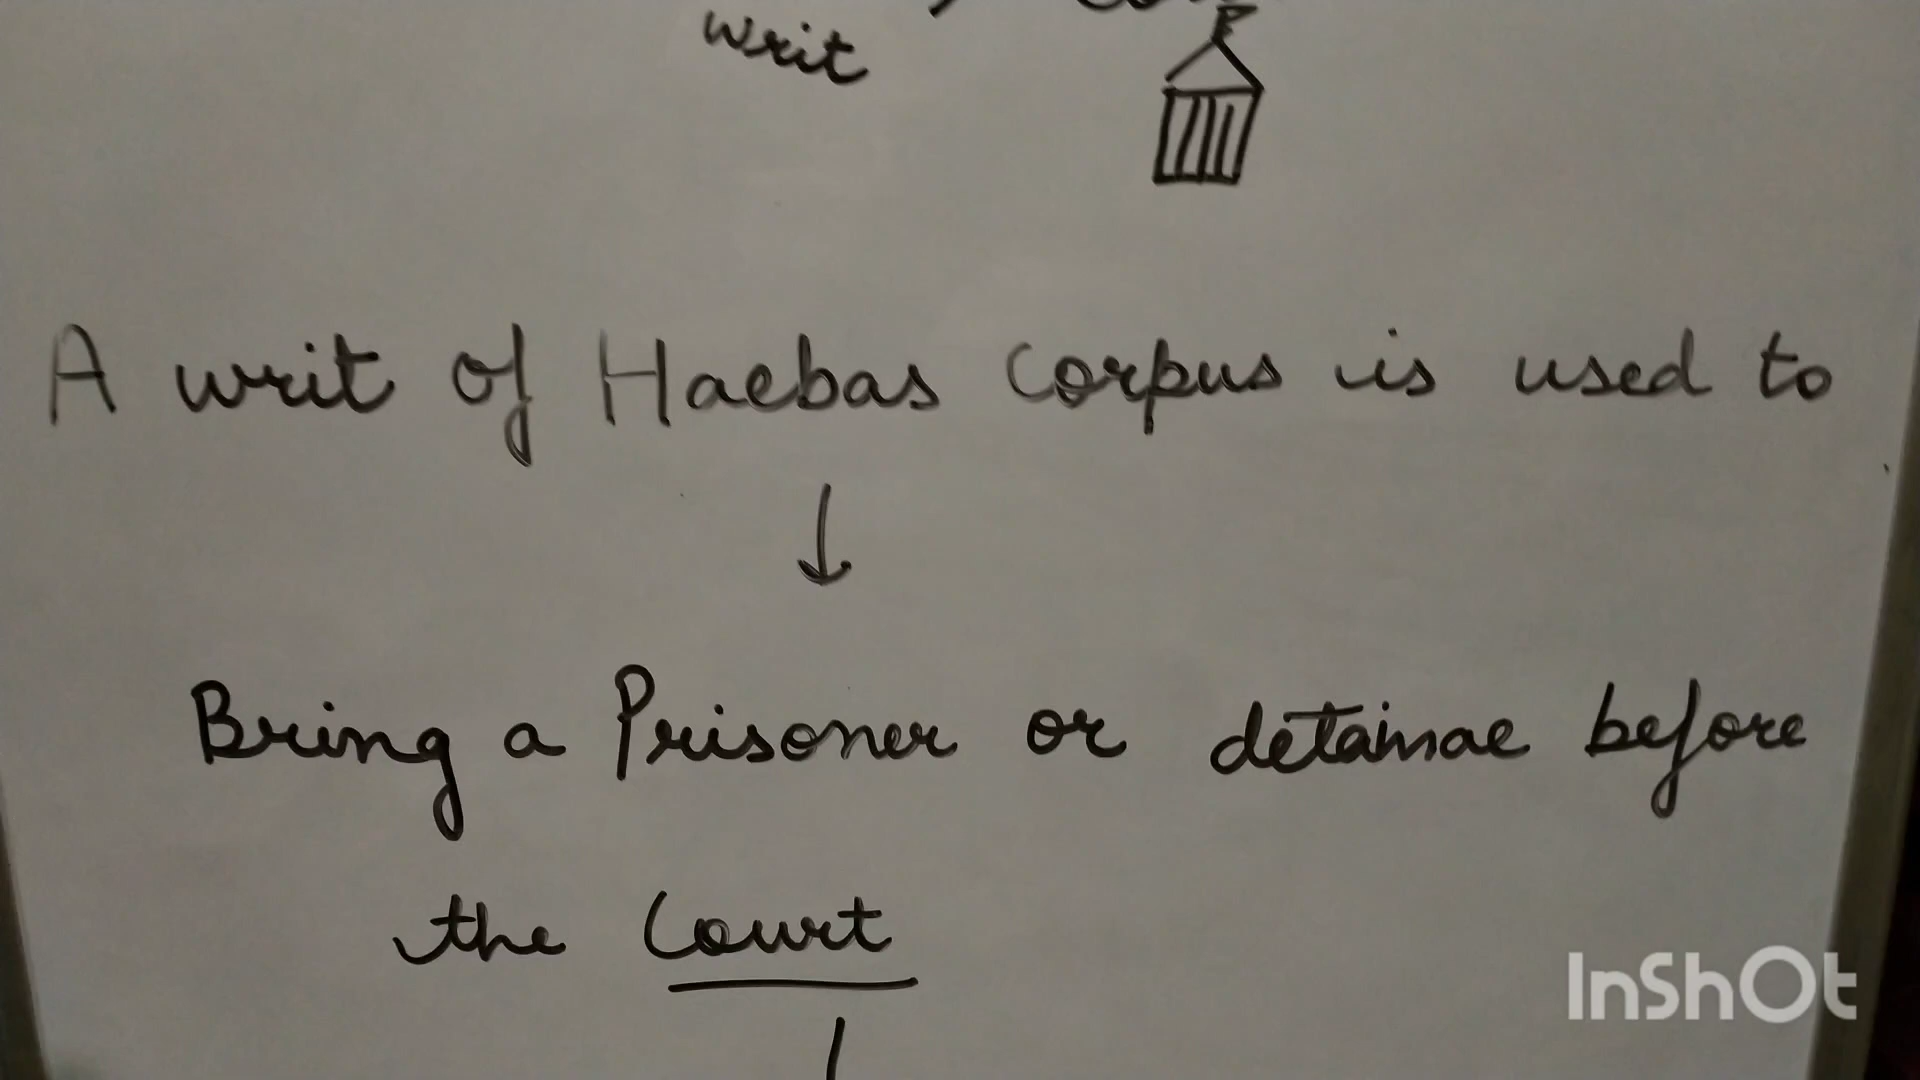 writ
A writ of Haebas Corpus is used to
Bring a Prisoner or detainae before
the Court
InShOt